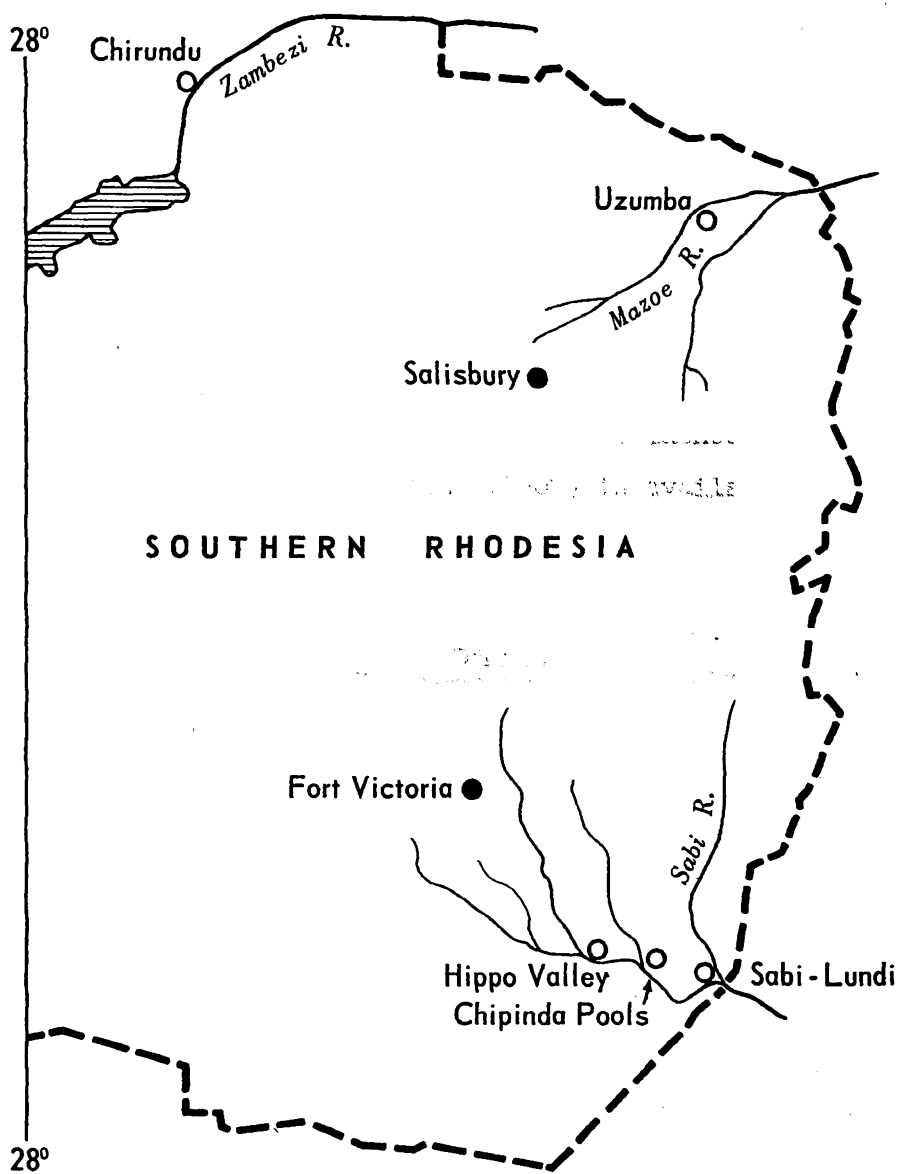 28°
Chirundu
Zambezi R.
Uzumba
Mazoe R.
Salisbury
SOUTHERN RHODESIA
Fort Victoria
Sabi R.
Hippo Valley
Sabi-Lundi
Chipinda Pools
28°